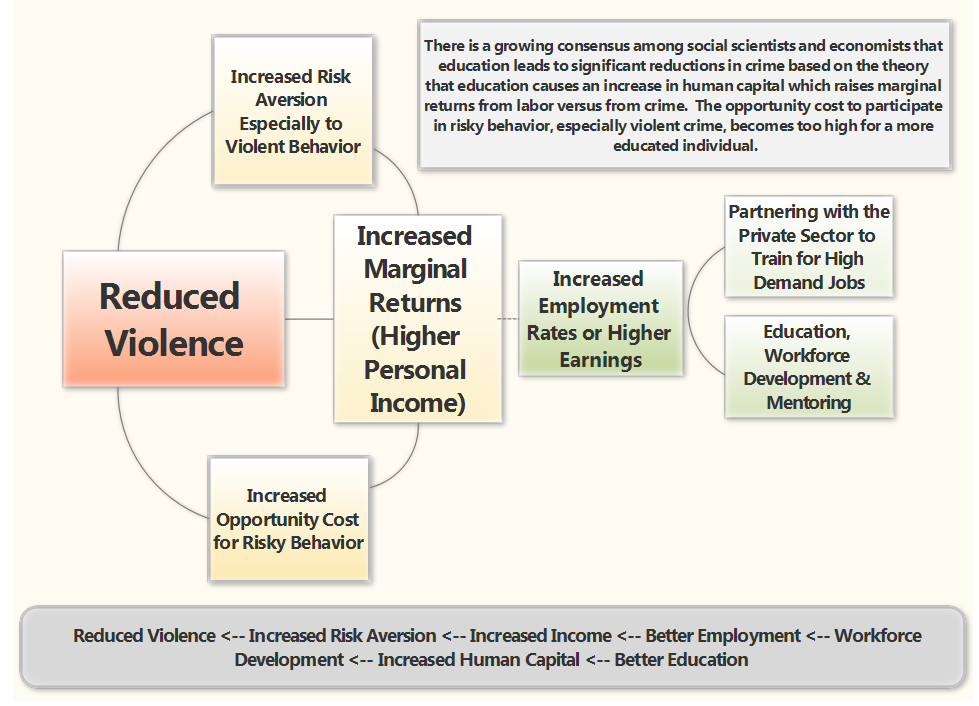 Increased Risk
Aversion
Especially to
Violent Behavior
There is a growing consensus among social scientists and economists that
education leads to significant reductions in crime based on the theory
that education causes an increase in human capital which raises marginal
returns from labor versus from crime.  The opportunity cost to participate
in risky behavior, especially violent crime, becomes too high for a more
educated individual.
Reduced
Violence
Increased
Marginal
Returns
(Higher
Personal
Income)
Increased
Employment
Rates or Higher
Earnings
Partnering with the
Private Sector to
Train for High
Demand Jobs
Education,
Workforce
Development &
Mentoring
Increased
Opportunity Cost
for Risky Behavior
Reduced Violence <-- Increased Risk Aversion <-- Increased Income <-- Better Employment <-- Workforce
Development <-- Increased Human Capital <-- Better Education